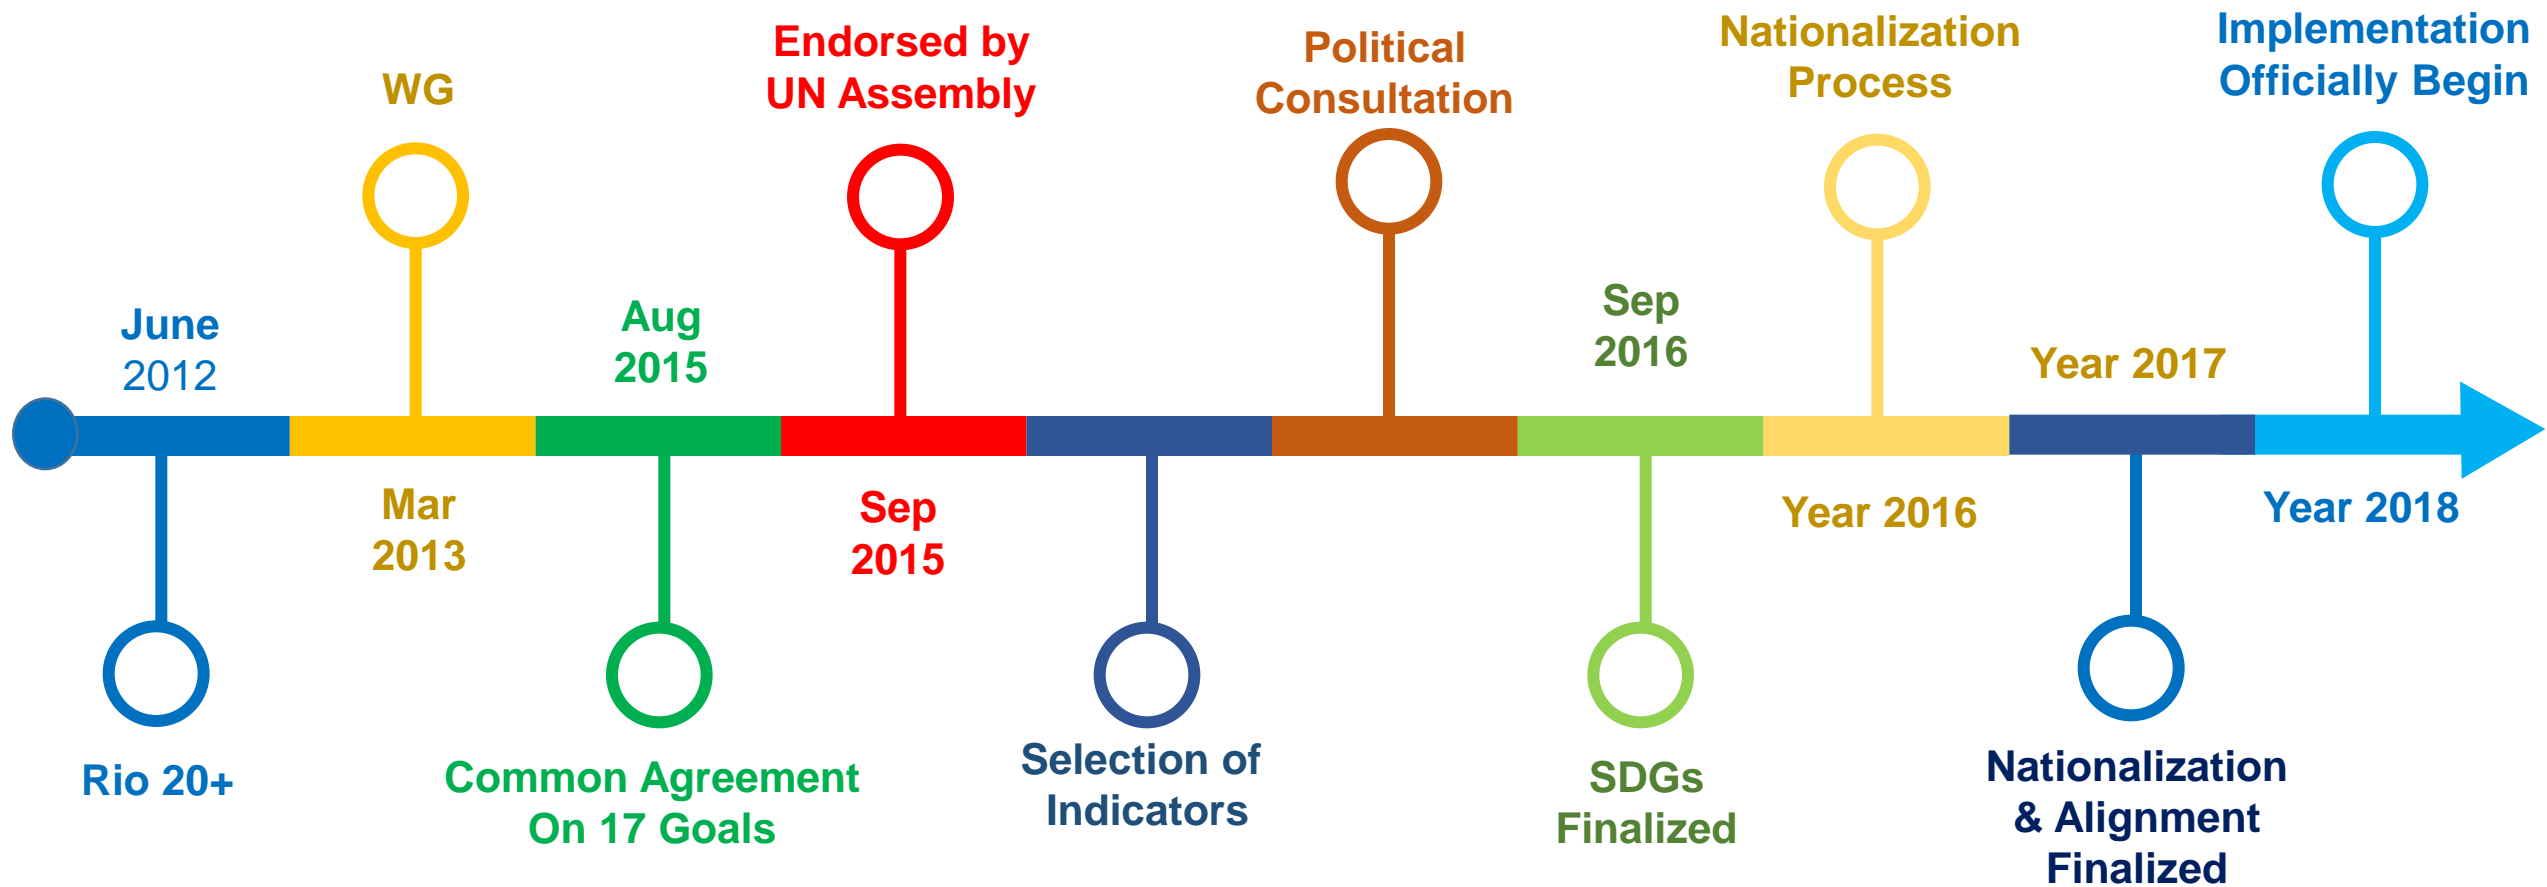 June
2012
Rio 20+
WG
Mar
2013
Aug
2015
Common Agreement
On 17 Goals
Endorsed by
UN Assembly
Sep
2015
Selection of
Indicators
Political
Consultation
Sep
2016
SDGs
Finalized
Nationalization
Process
Year 2016
Year 2017
Nationalization
& Alignment
Finalized
Implementation
Officially Begin
Year 2018